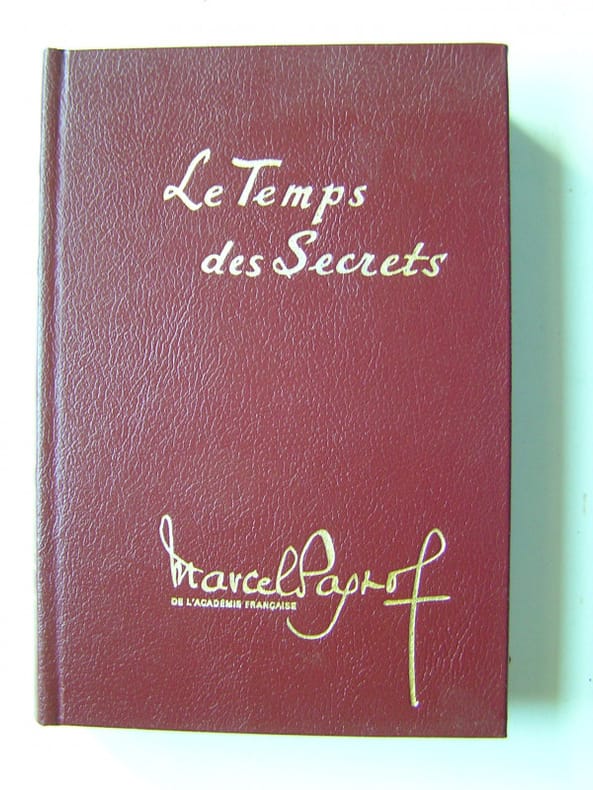 Le Temps
des Secrets
Marcel Pagnol
DE L'ACADÉMIE FRANÇAISE